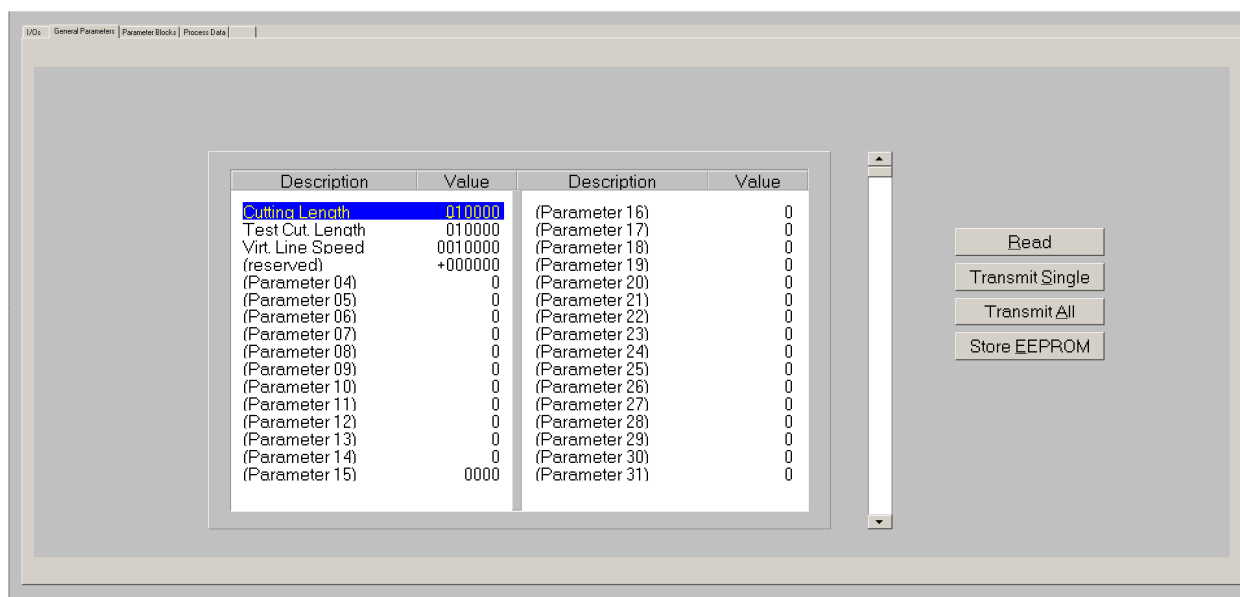 I/Os General Parameters Parameter Blocks Process Data
Description Value Description Value
Cutting Length 010000 (Parameter 16) 0
Test Cut. Length 010000 (Parameter 17) 0
Virt. Line Speed 0010000 (Parameter 18) 0
(reserved) +000000 (Parameter 19) 0
(Parameter 04) 0 (Parameter 20) 0
(Parameter 05) 0 (Parameter 21) 0
(Parameter 06) 0 (Parameter 22) 0
(Parameter 07) 0 (Parameter 23) 0
(Parameter 08) 0 (Parameter 24) 0
(Parameter 09) 0 (Parameter 25) 0
(Parameter 10) 0 (Parameter 26) 0
(Parameter 11) 0 (Parameter 27) 0
(Parameter 12) 0 (Parameter 28) 0
(Parameter 13) 0 (Parameter 29) 0
(Parameter 14) 0 (Parameter 30) 0
(Parameter 15) 0000 (Parameter 31) 0
Read
Transmit Single
Transmit All
Store EEPROM